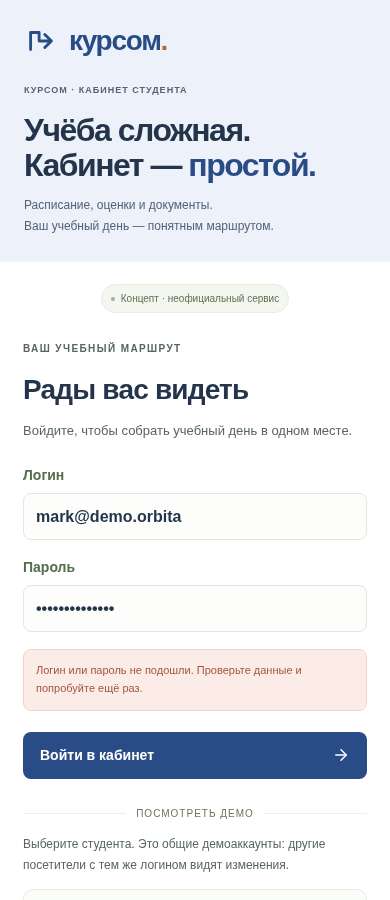 курсом.
КУРСОМ · КАБИНЕТ СТУДЕНТА
Учёба сложная.
Кабинет — простой.
Расписание, оценки и документы.
Ваш учебный день — понятным маршрутом.
Концепт · неофициальный сервис
ВАШ УЧЕБНЫЙ МАРШРУТ
Рады вас видеть
Войдите, чтобы собрать учебный день в одном месте.
Логин
mark@demo.orbita
Пароль
••••••••••••••
Логин или пароль не подошли. Проверьте данные и
попробуйте ещё раз.
Войти в кабинет
ПОСМОТРЕТЬ ДЕМО
Выберите студента. Это общие демоаккаунты: другие
посетители с тем же логином видят изменения.